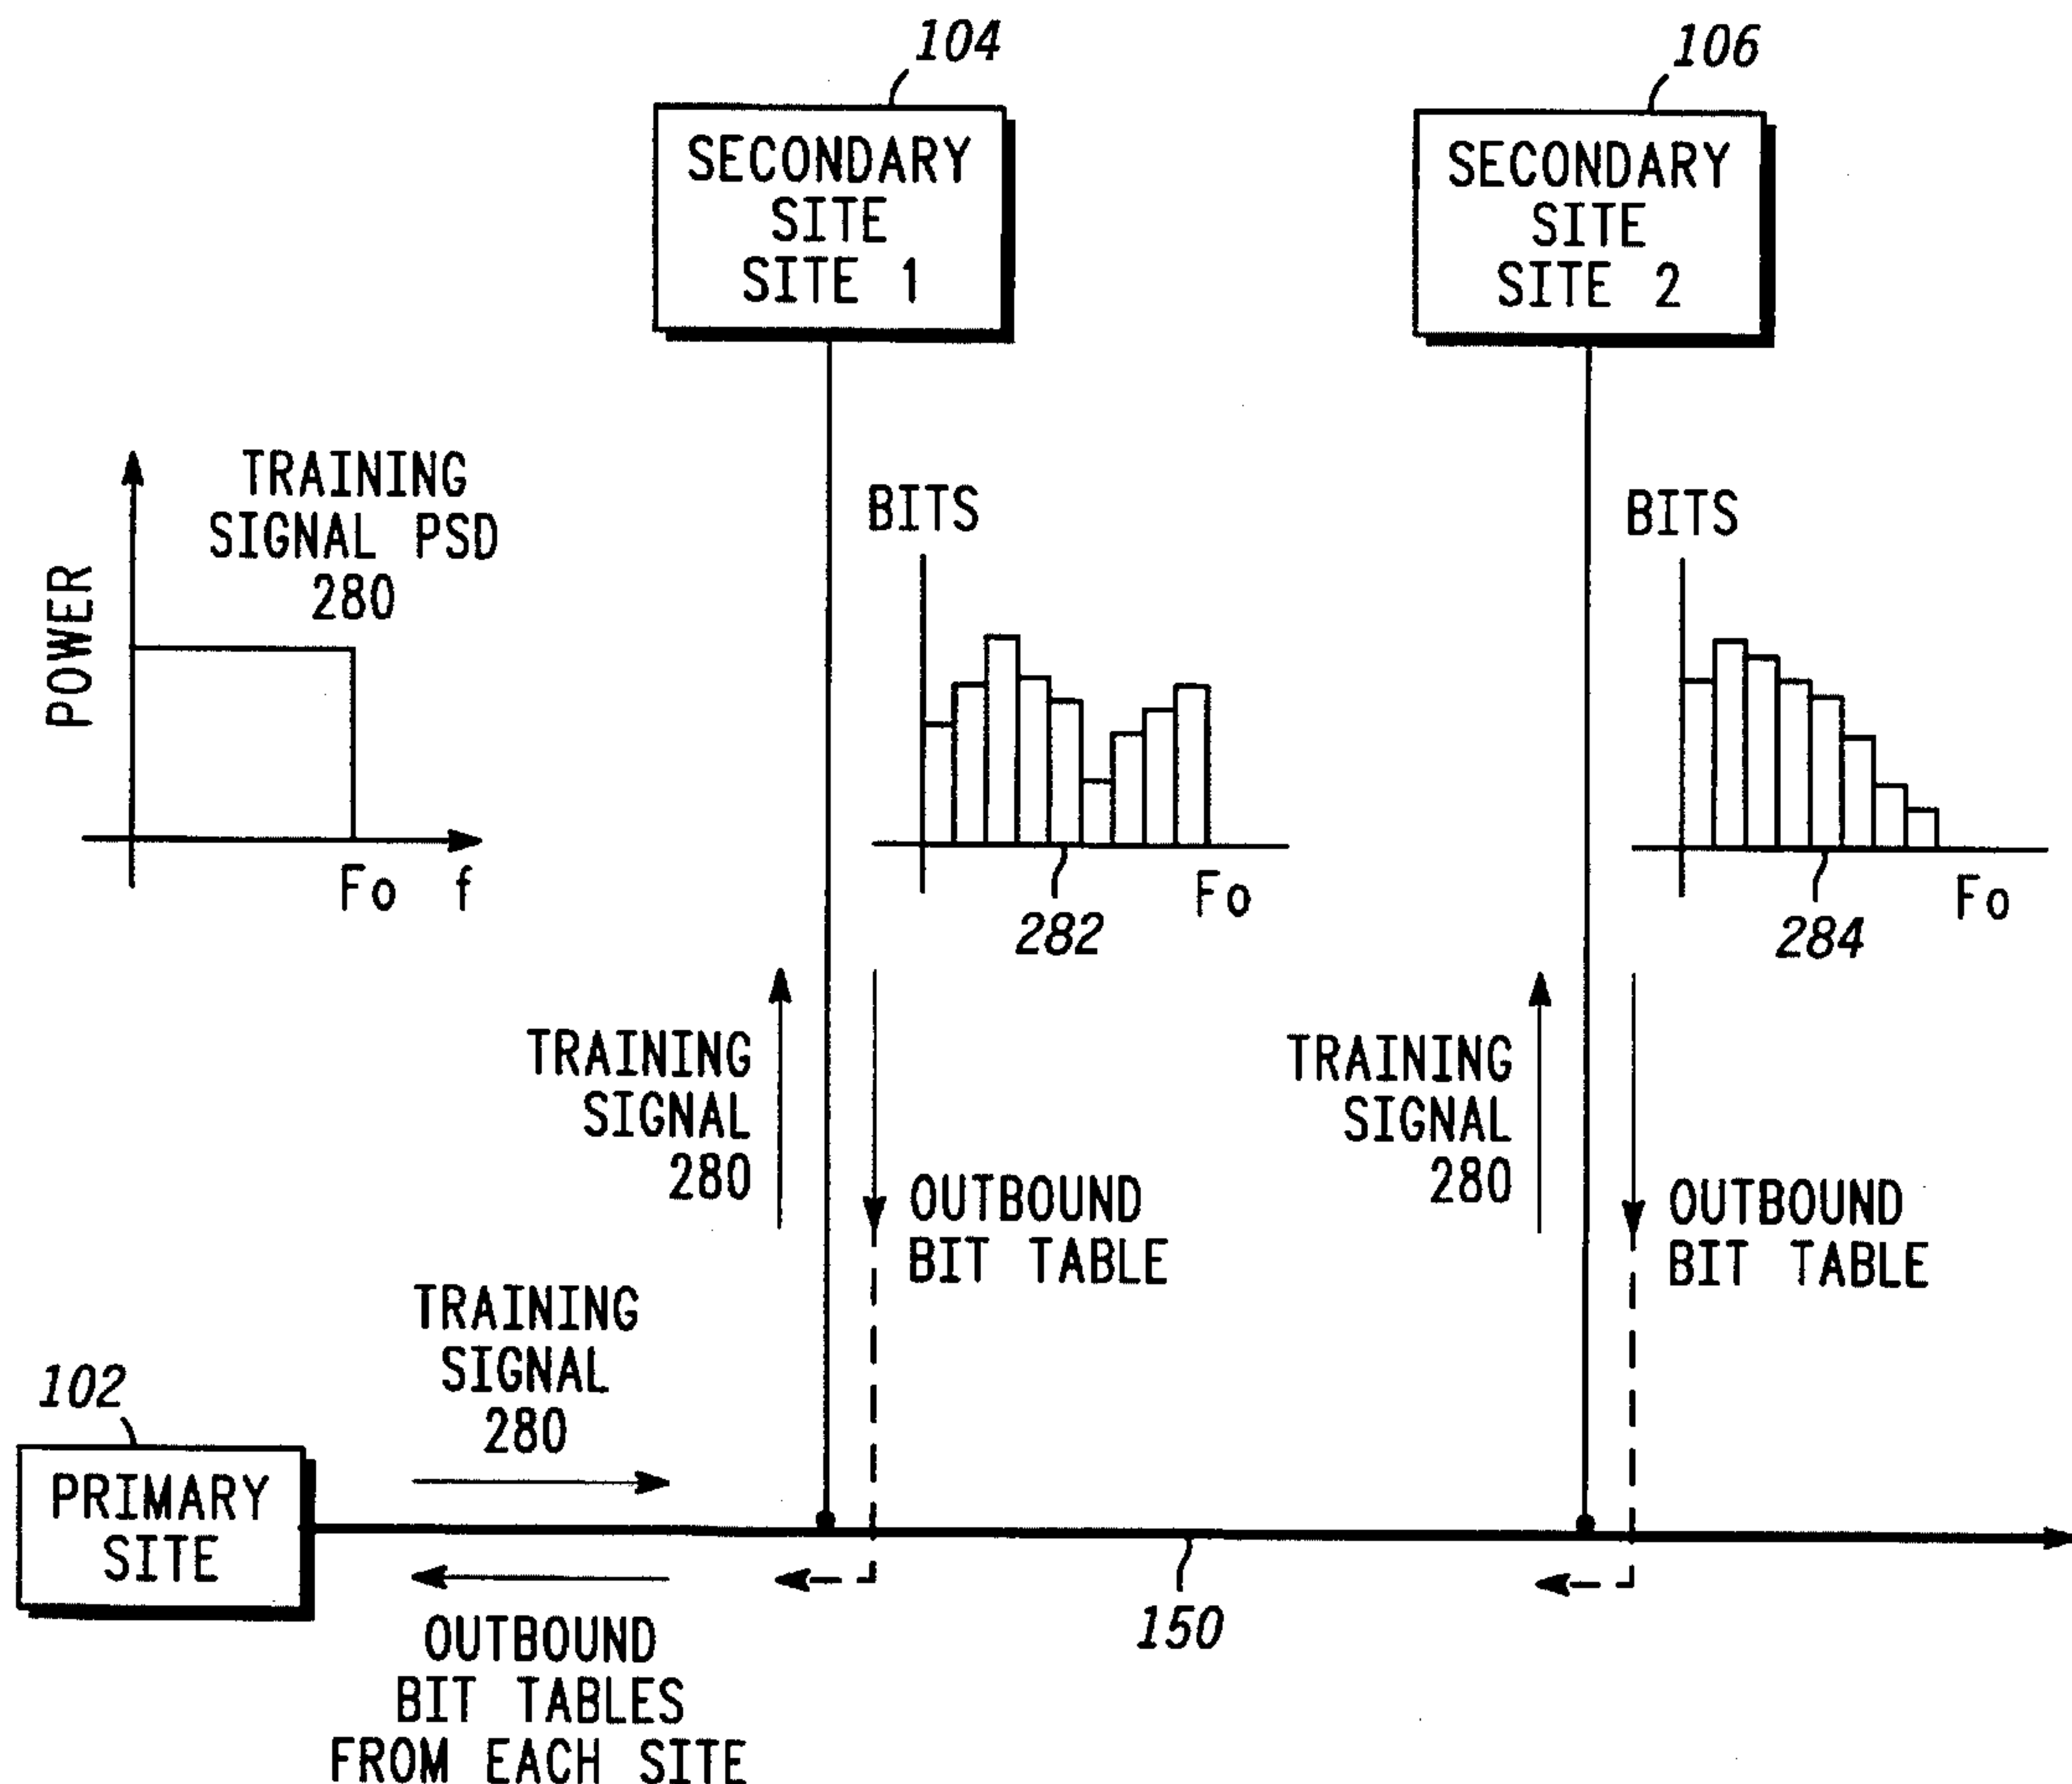 104
106
SECONDARY
SITE
SITE 1
SECONDARY
SITE
SITE 2
TRAINING
SIGNAL PSD
280
POWER
Fo f
BITS
Fo
282
BITS
Fo
284
TRAINING
SIGNAL
280
OUTBOUND
BIT TABLE
TRAINING
SIGNAL
280
OUTBOUND
BIT TABLE
TRAINING
SIGNAL
280
102
PRIMARY
SITE
150
OUTBOUND
BIT TABLES
FROM EACH SITE